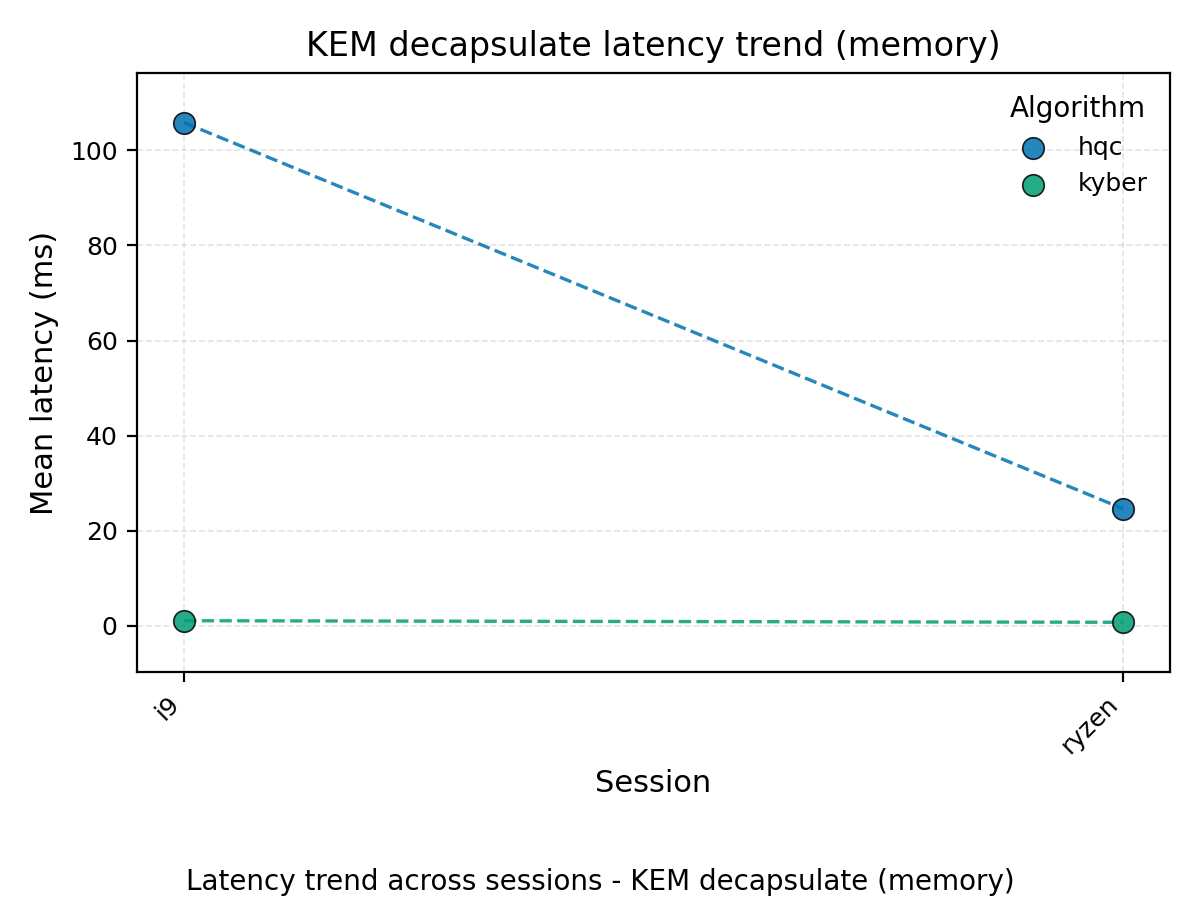 KEM decapsulate latency trend (memory)
Algorithm
hqc
kyber
Mean latency (ms)
100
80
60
40
20
0
i9
ryzen
Session
Latency trend across sessions - KEM decapsulate (memory)